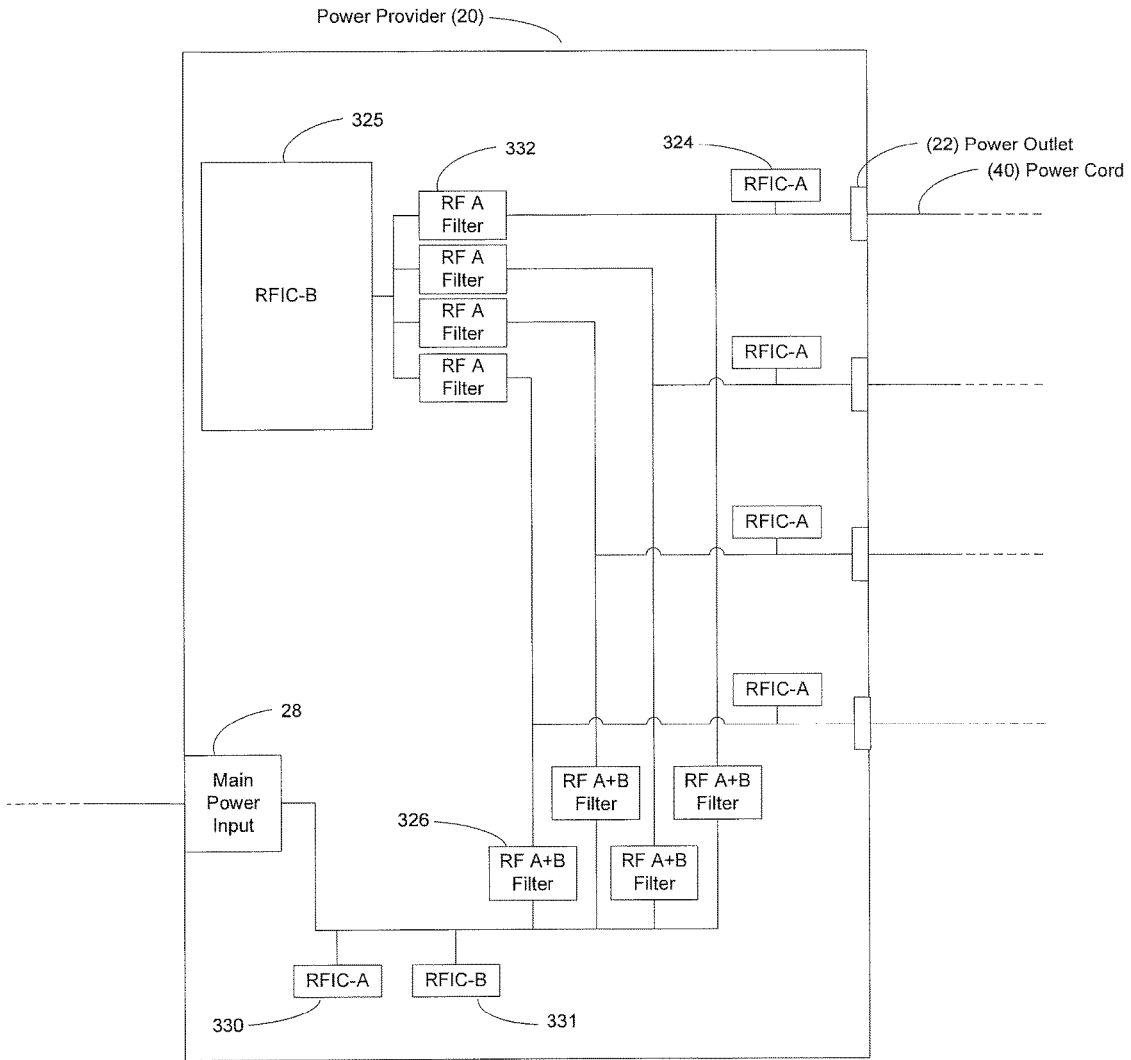 Power Provider (20)
325
332
324
(22) Power Outlet
(40) Power Cord
RFIC-A
RF A
Filter
RF A
Filter
RFIC-B
RF A
Filter
RF A
Filter
RFIC-A
RFIC-A
RFIC-A
28
Main
Power
Input
RF A+B
Filter
RF A+B
Filter
326
RF A+B
Filter
RF A+B
Filter
RFIC-A
RFIC-B
330
331